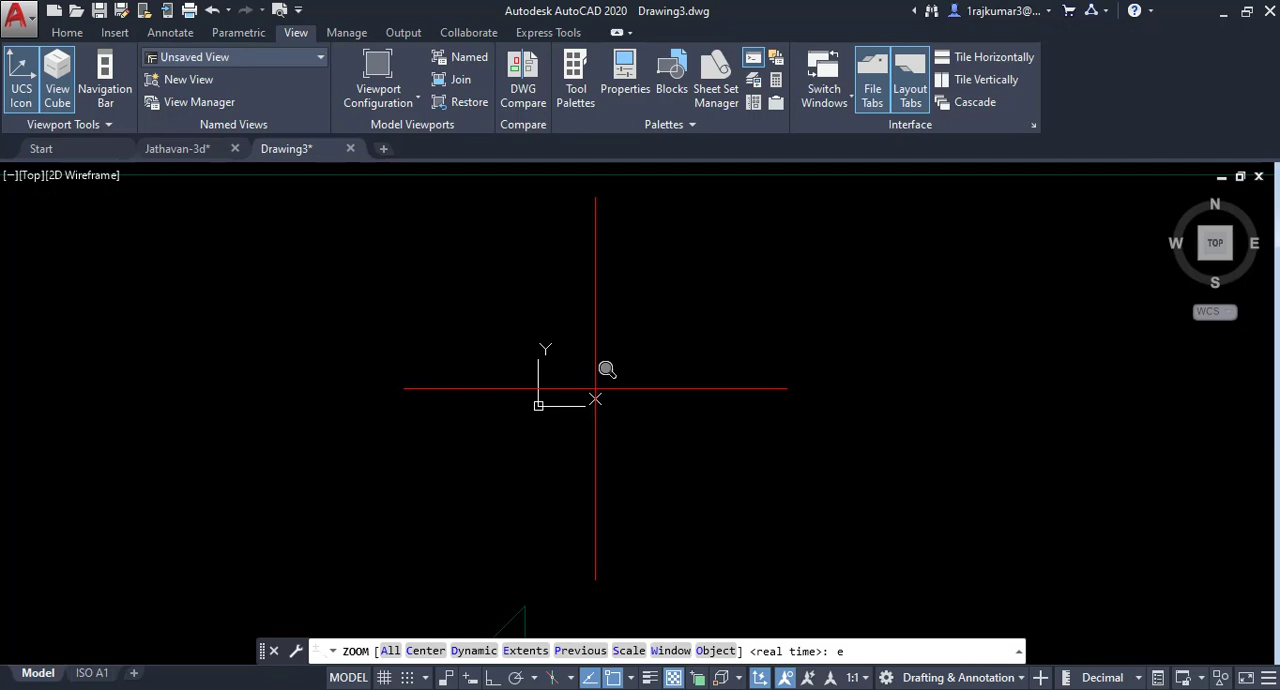 A Autodesk AutoCAD 2020 Drawing3.dwg 1rajkumar3@... ?
Home Insert Annotate Parametric View Manage Output Collaborate Express Tools
UCS Icon View Cube Navigation Bar
Viewport Tools
Unsaved View
New View
View Manager
Named Views
Viewport Configuration Named Join Restore
Model Viewports
DWG Compare
Compare
Tool Palettes Properties Blocks Sheet Set Manager
Palettes
Switch Windows File Tabs Layout Tabs Tile Horizontally Tile Vertically Cascade
Interface
Start Jathavan-3d* Drawing3*
[−][Top][2D Wireframe]
N
W TOP E
S
WCS
Y
X
ZOOM [All Center Dynamic Extents Previous Scale Window Object] <real time>: e
Model ISO A1 MODEL 1:1 Drafting & Annotation Decimal